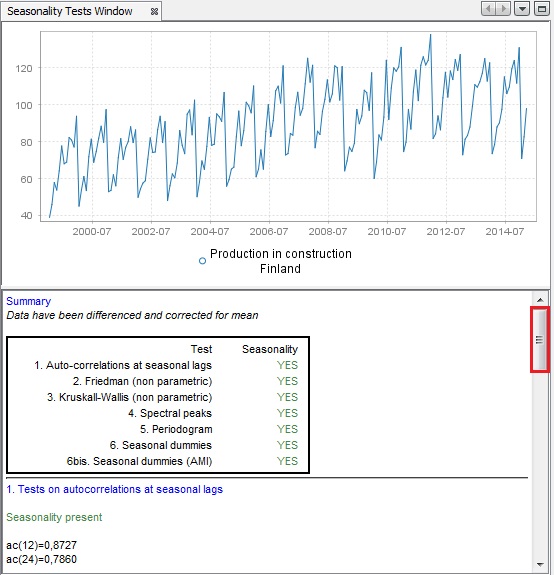 Seasonality Tests Window
120
100
80
60
40
2000-07 2002-07 2004-07 2006-07 2008-07 2010-07 2012-07 2014-07
Production in construction
Finland
Summary
Data have been differenced and corrected for mean
Test Seasonality
1. Auto-correlations at seasonal lags YES
2. Friedman (non parametric) YES
3. Kruskall-Wallis (non parametric) YES
4. Spectral peaks YES
5. Periodogram YES
6. Seasonal dummies YES
6bis. Seasonal dummies (AMI) YES
1. Tests on autocorrelations at seasonal lags
Seasonality present
ac(12)=0,8727
ac(24)=0,7860